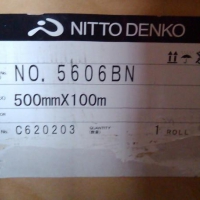 NITTO DENKO
NO. 5606BN
500mmX100m
C620203 1 ROLL